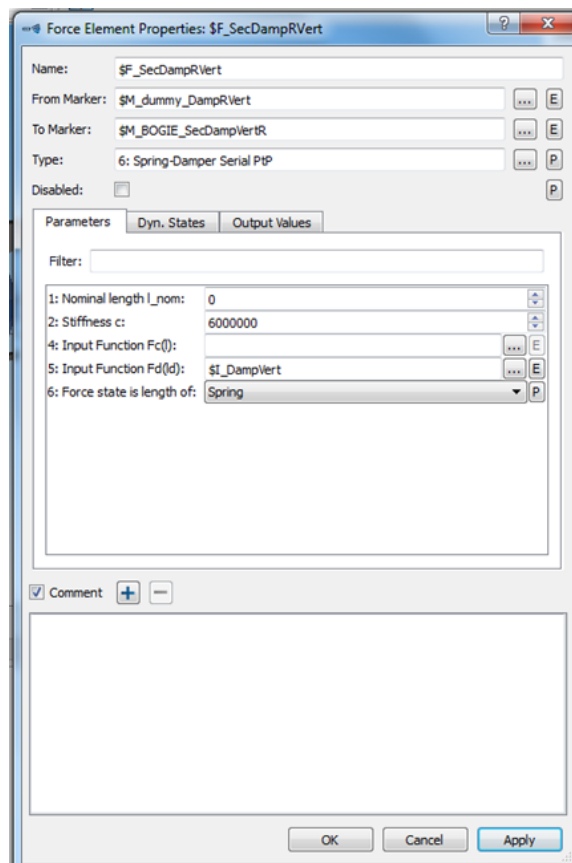 Force Element Properties: $F_SecDampRVert
Name: $F_SecDampRVert
From Marker: $M_dummy_DampRVert ... E
To Marker: $M_BOGIE_SecDampVertR ... E
Type: 6: Spring-Damper Serial PtP ... P
Disabled: P
Parameters Dyn. States Output Values
Filter:
1: Nominal length l_nom: 0
2: Stiffness c: 6000000
4: Input Function Fc(l): ... E
5: Input Function Fd(ld): $I_DampVert ... E
6: Force state is length of: Spring P
Comment
OK Cancel Apply